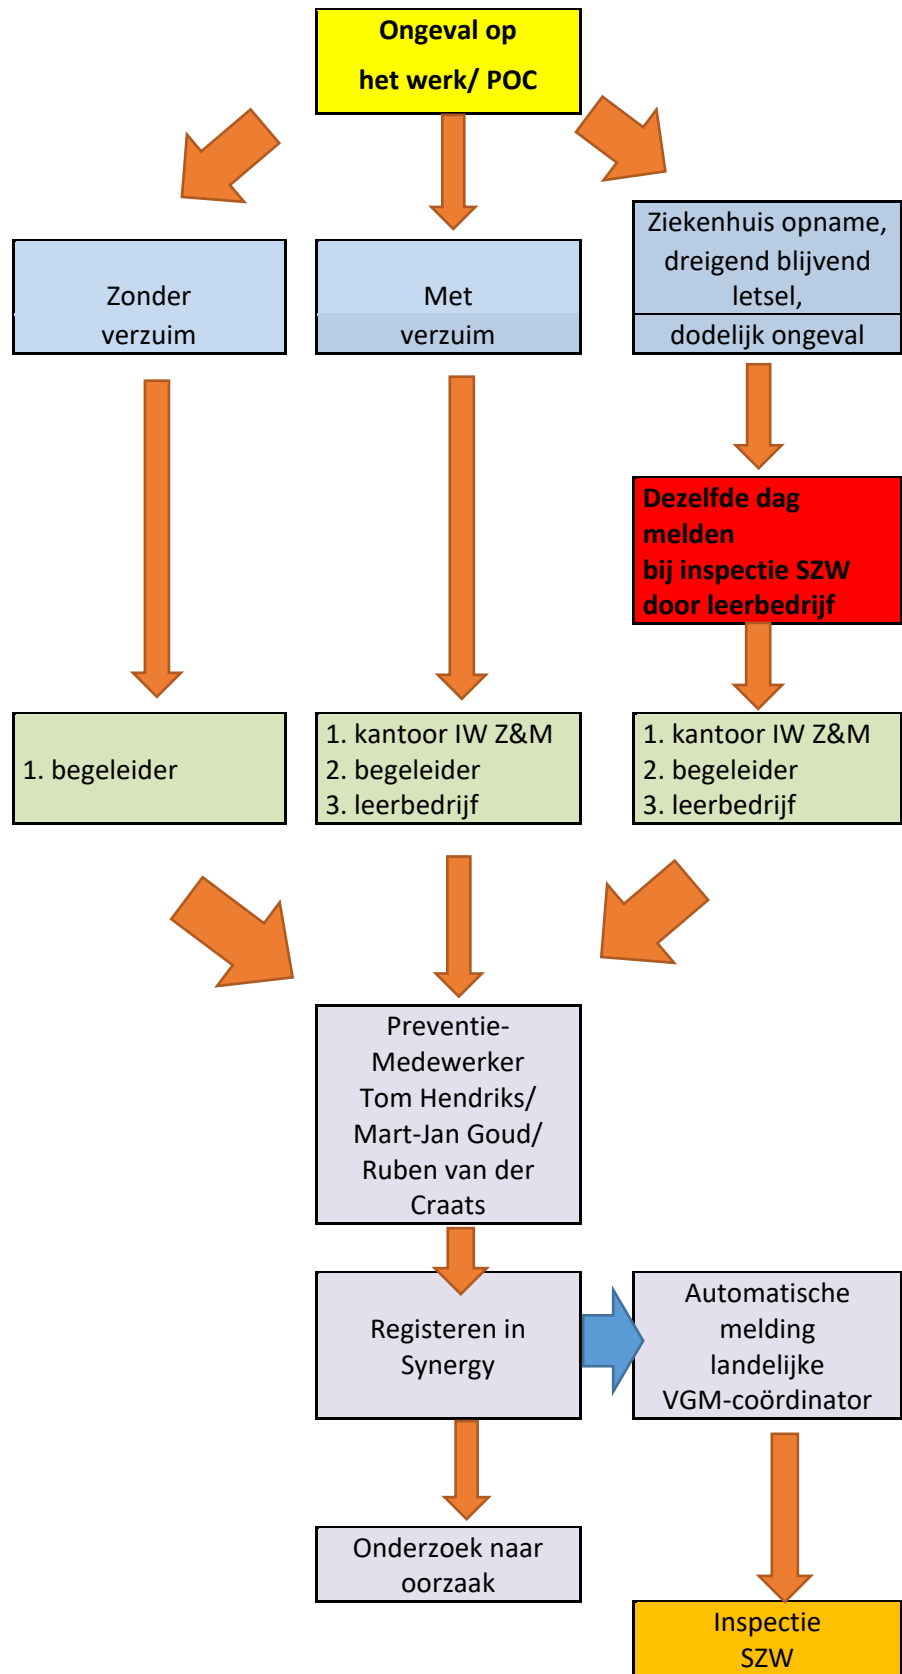 Ongeval op
het werk/ POC
Zonder
verzuim
Met
verzuim
Ziekenhuis opname,
dreigend blijvend
letsel,
dodelijk ongeval
Dezelfde dag
melden
bij inspectie SZW
door leerbedrijf
1. begeleider
1. kantoor IW Z&M
2. begeleider
3. leerbedrijf
1. kantoor IW Z&M
2. begeleider
3. leerbedrijf
Preventie-
Medewerker
Tom Hendriks/
Mart-Jan Goud/
Ruben van der
Craats
Registeren in
Synergy
Automatische
melding
landelijke
VGM-coördinator
Onderzoek naar
oorzaak
Inspectie
SZW